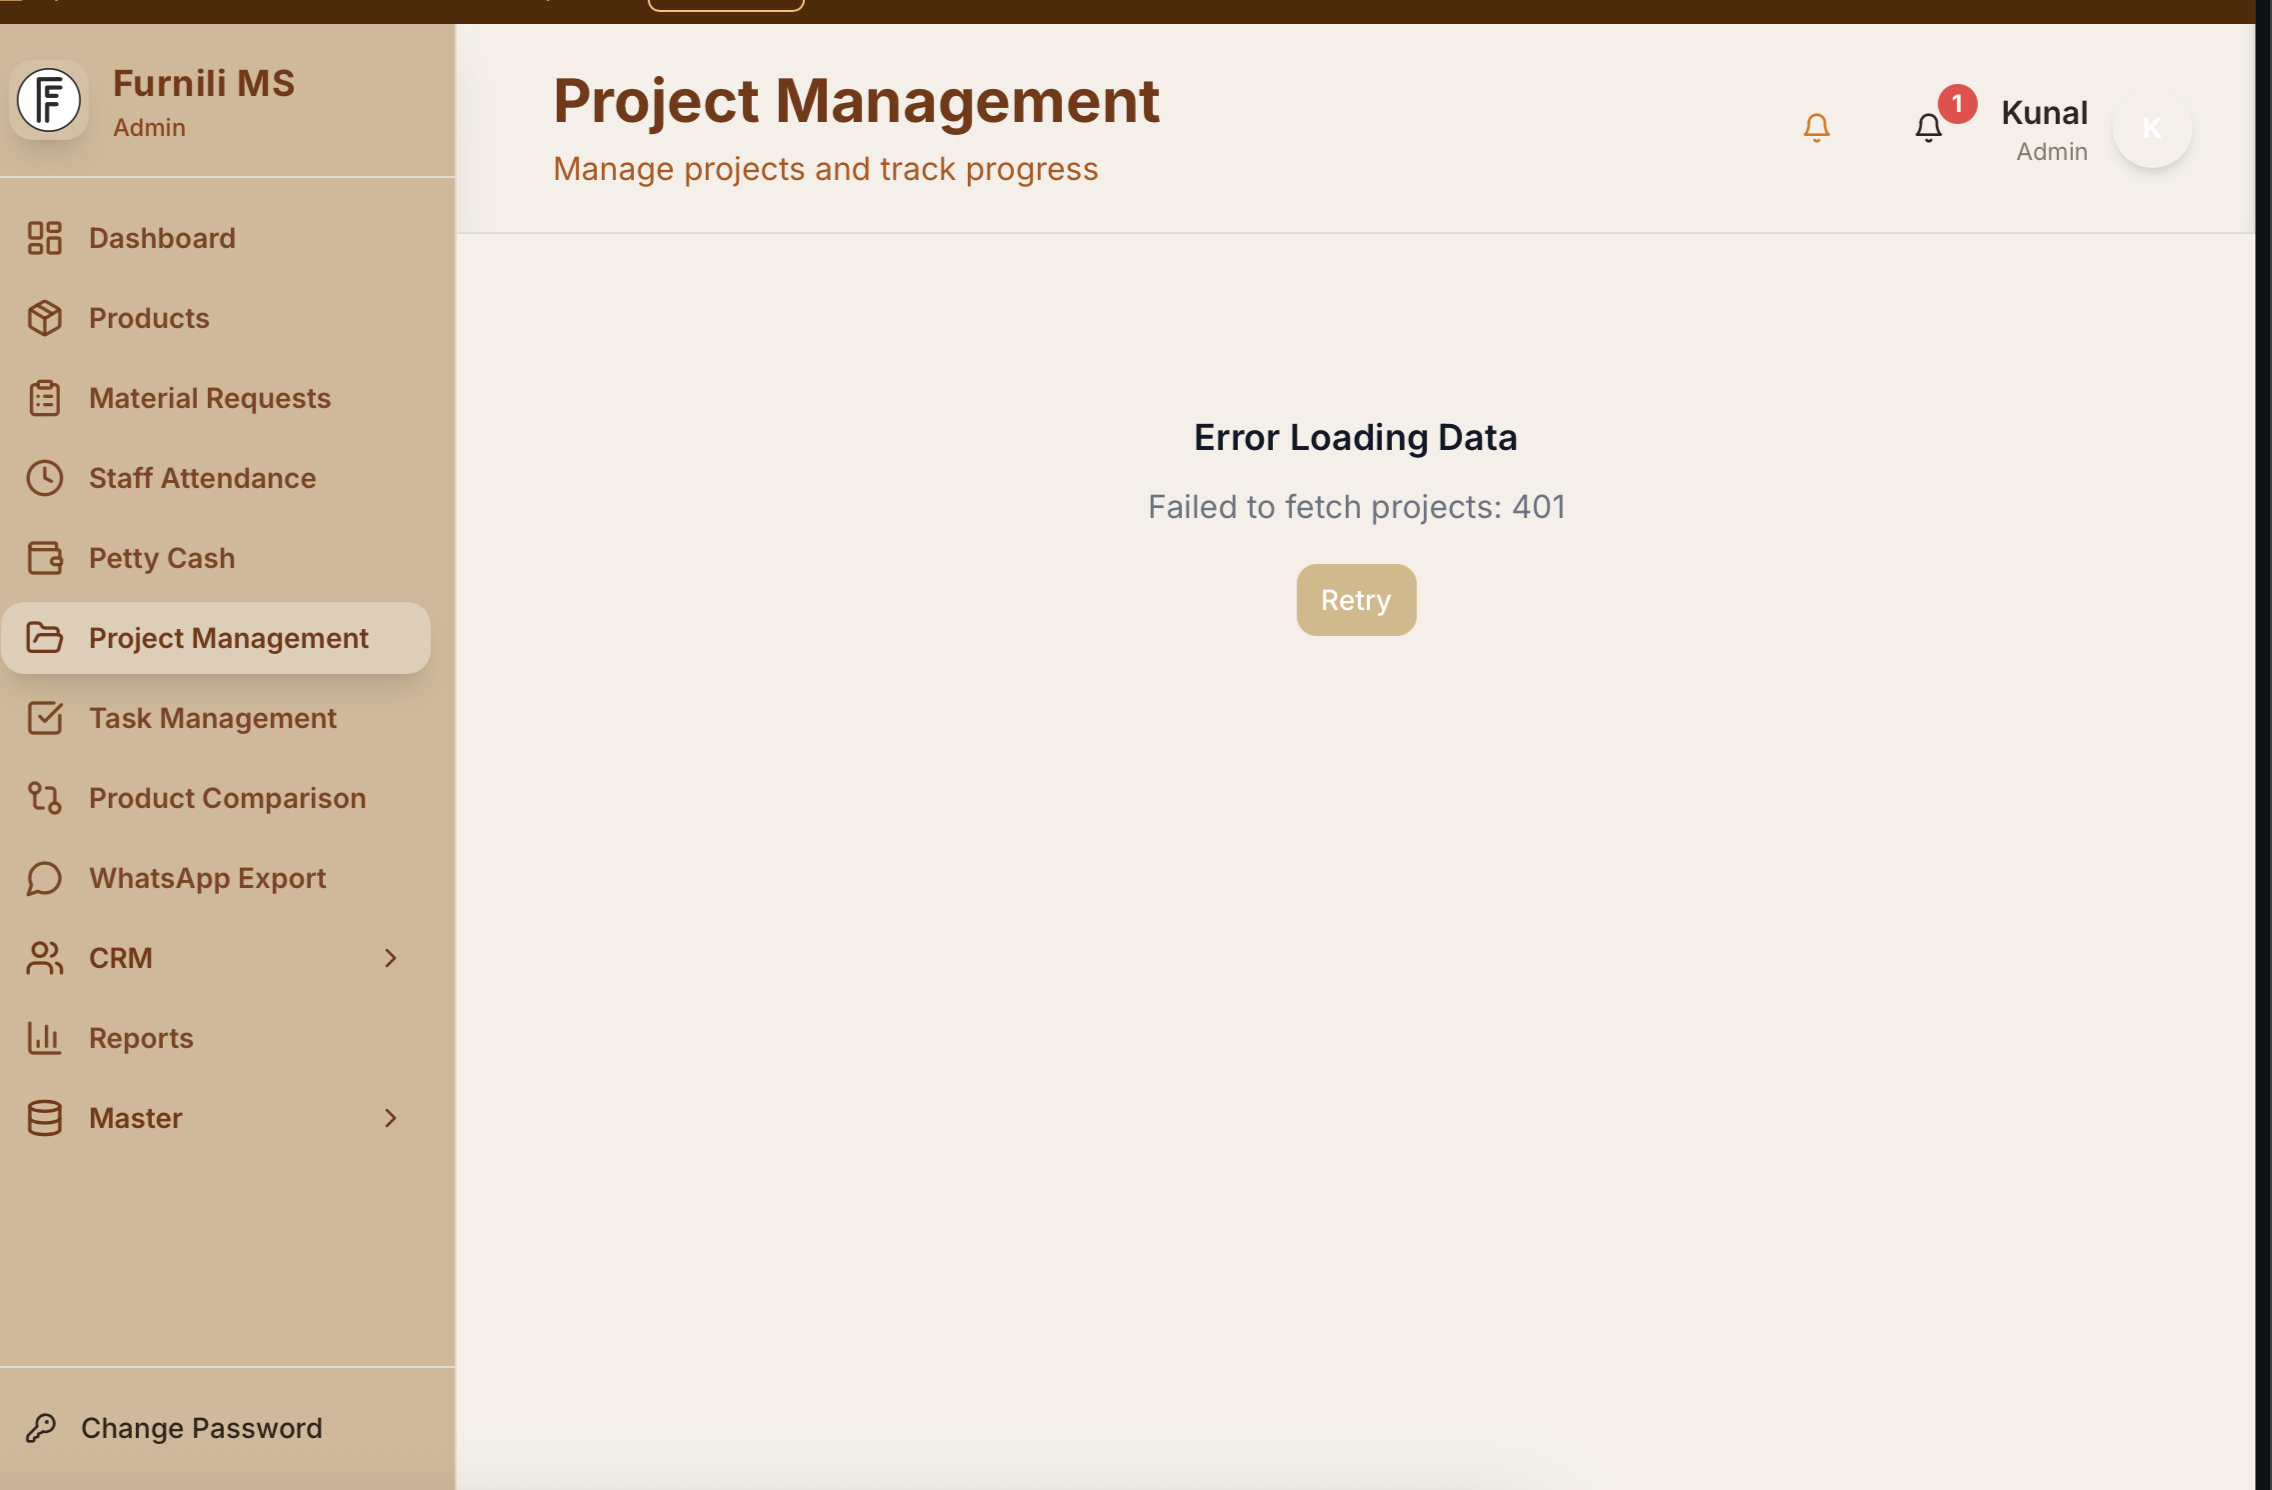 Furnili MS
Admin
Dashboard
Products
Material Requests
Staff Attendance
Petty Cash
Project Management
Task Management
Product Comparison
WhatsApp Export
CRM
Reports
Master
Change Password
Project Management
Manage projects and track progress
1
Kunal
Admin
K
Error Loading Data
Failed to fetch projects: 401
Retry